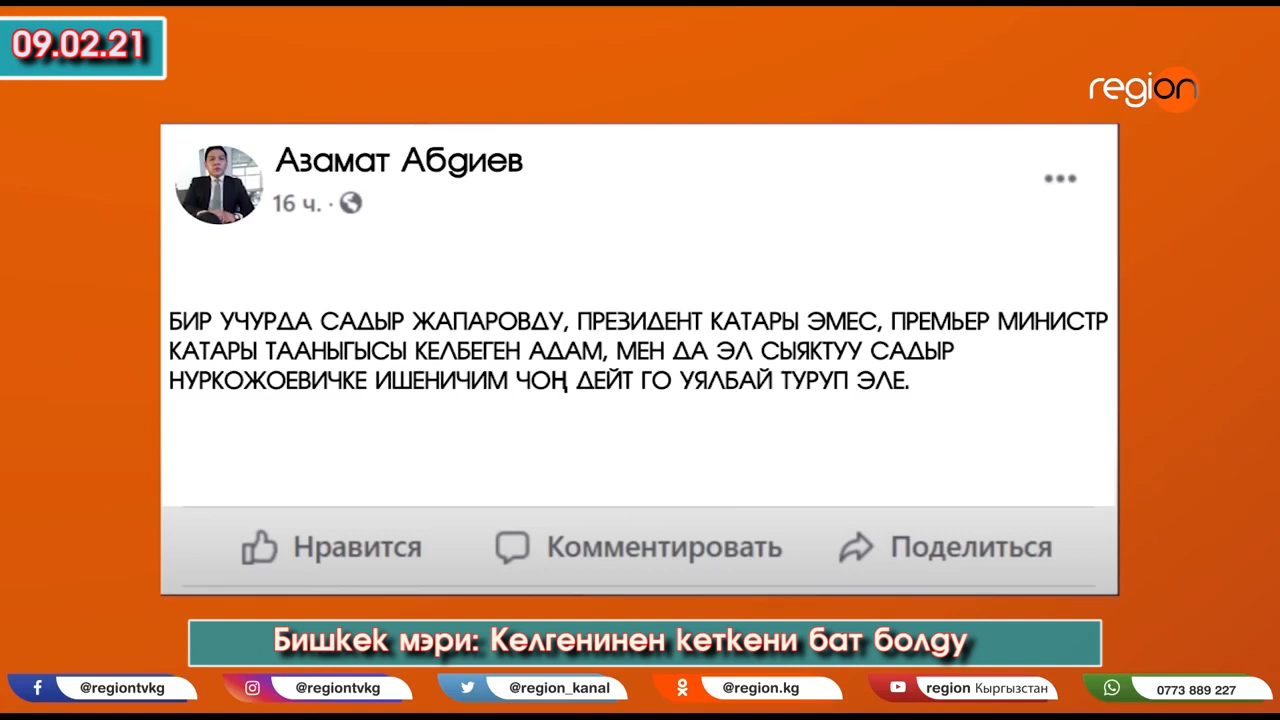 09.02.21
region
Азамат Абдиев
16 ч. ·
БИР УЧУРДА САДЫР ЖАПАРОВДУ, ПРЕЗИДЕНТ КАТАРЫ ЭМЕС, ПРЕМЬЕР МИНИСТР
КАТАРЫ ТААНЫГЫСЫ КЕЛБЕГЕН АДАМ, МЕН ДА ЭЛ СЫЯКТУУ САДЫР
НУРКОЖОЕВИЧКЕ ИШЕНИЧИМ ЧОҢ ДЕЙТ ГО УЯЛБАЙ ТУРУП ЭЛЕ.
Нравится Комментировать Поделиться
Бишкек мэри: Келгенинен кеткени бат болду
@regiontvkg @regiontvkg @region_kanal @region.kg region Кыргызстан 0773 889 227